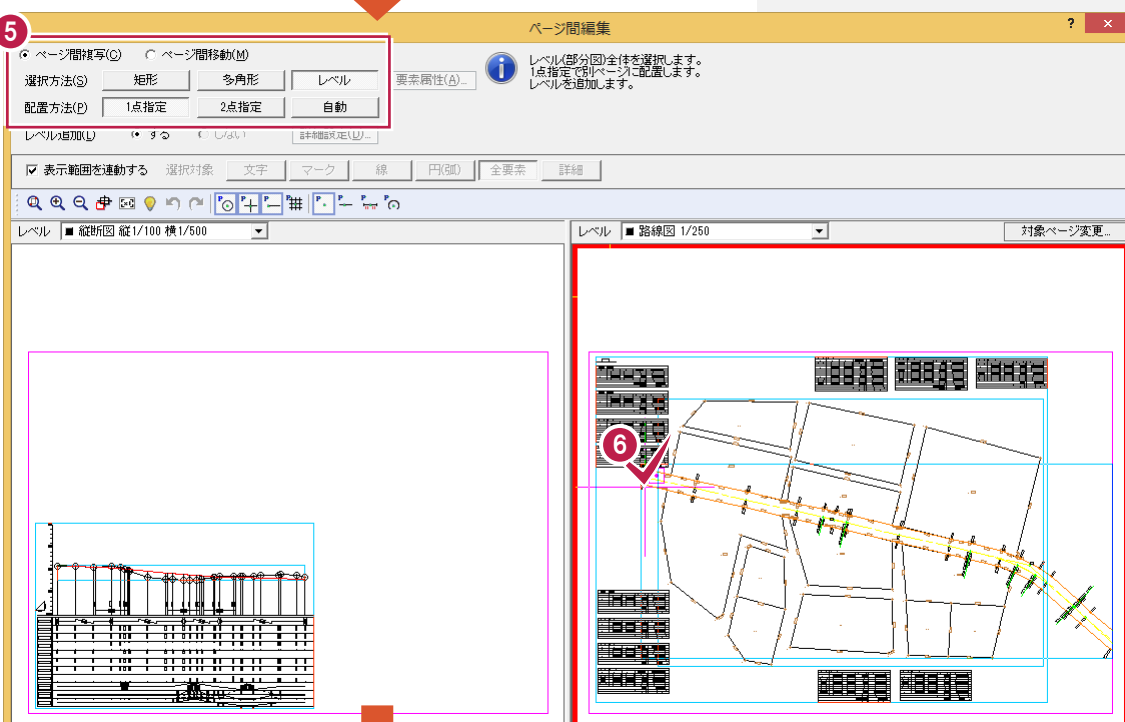 ページ間編集
? ×
5
ページ間複写(C) ページ間移動(M)
選択方法(S) 矩形 多角形 レベル 要素属性(A)...
配置方法(P) 1点指定 2点指定 自動
レベル(部分図)全体を選択します。
1点指定で別ページに配置します。
レベルを追加します。
レベル追加(L) する しない 詳細設定(D)...
表示範囲を連動する 選択対象 文字 マーク 線 円(弧) 全要素 詳細
レベル ■ 縦断図 縦1/100 横1/500
レベル ■ 路線図 1/250 対象ページ変更...
6